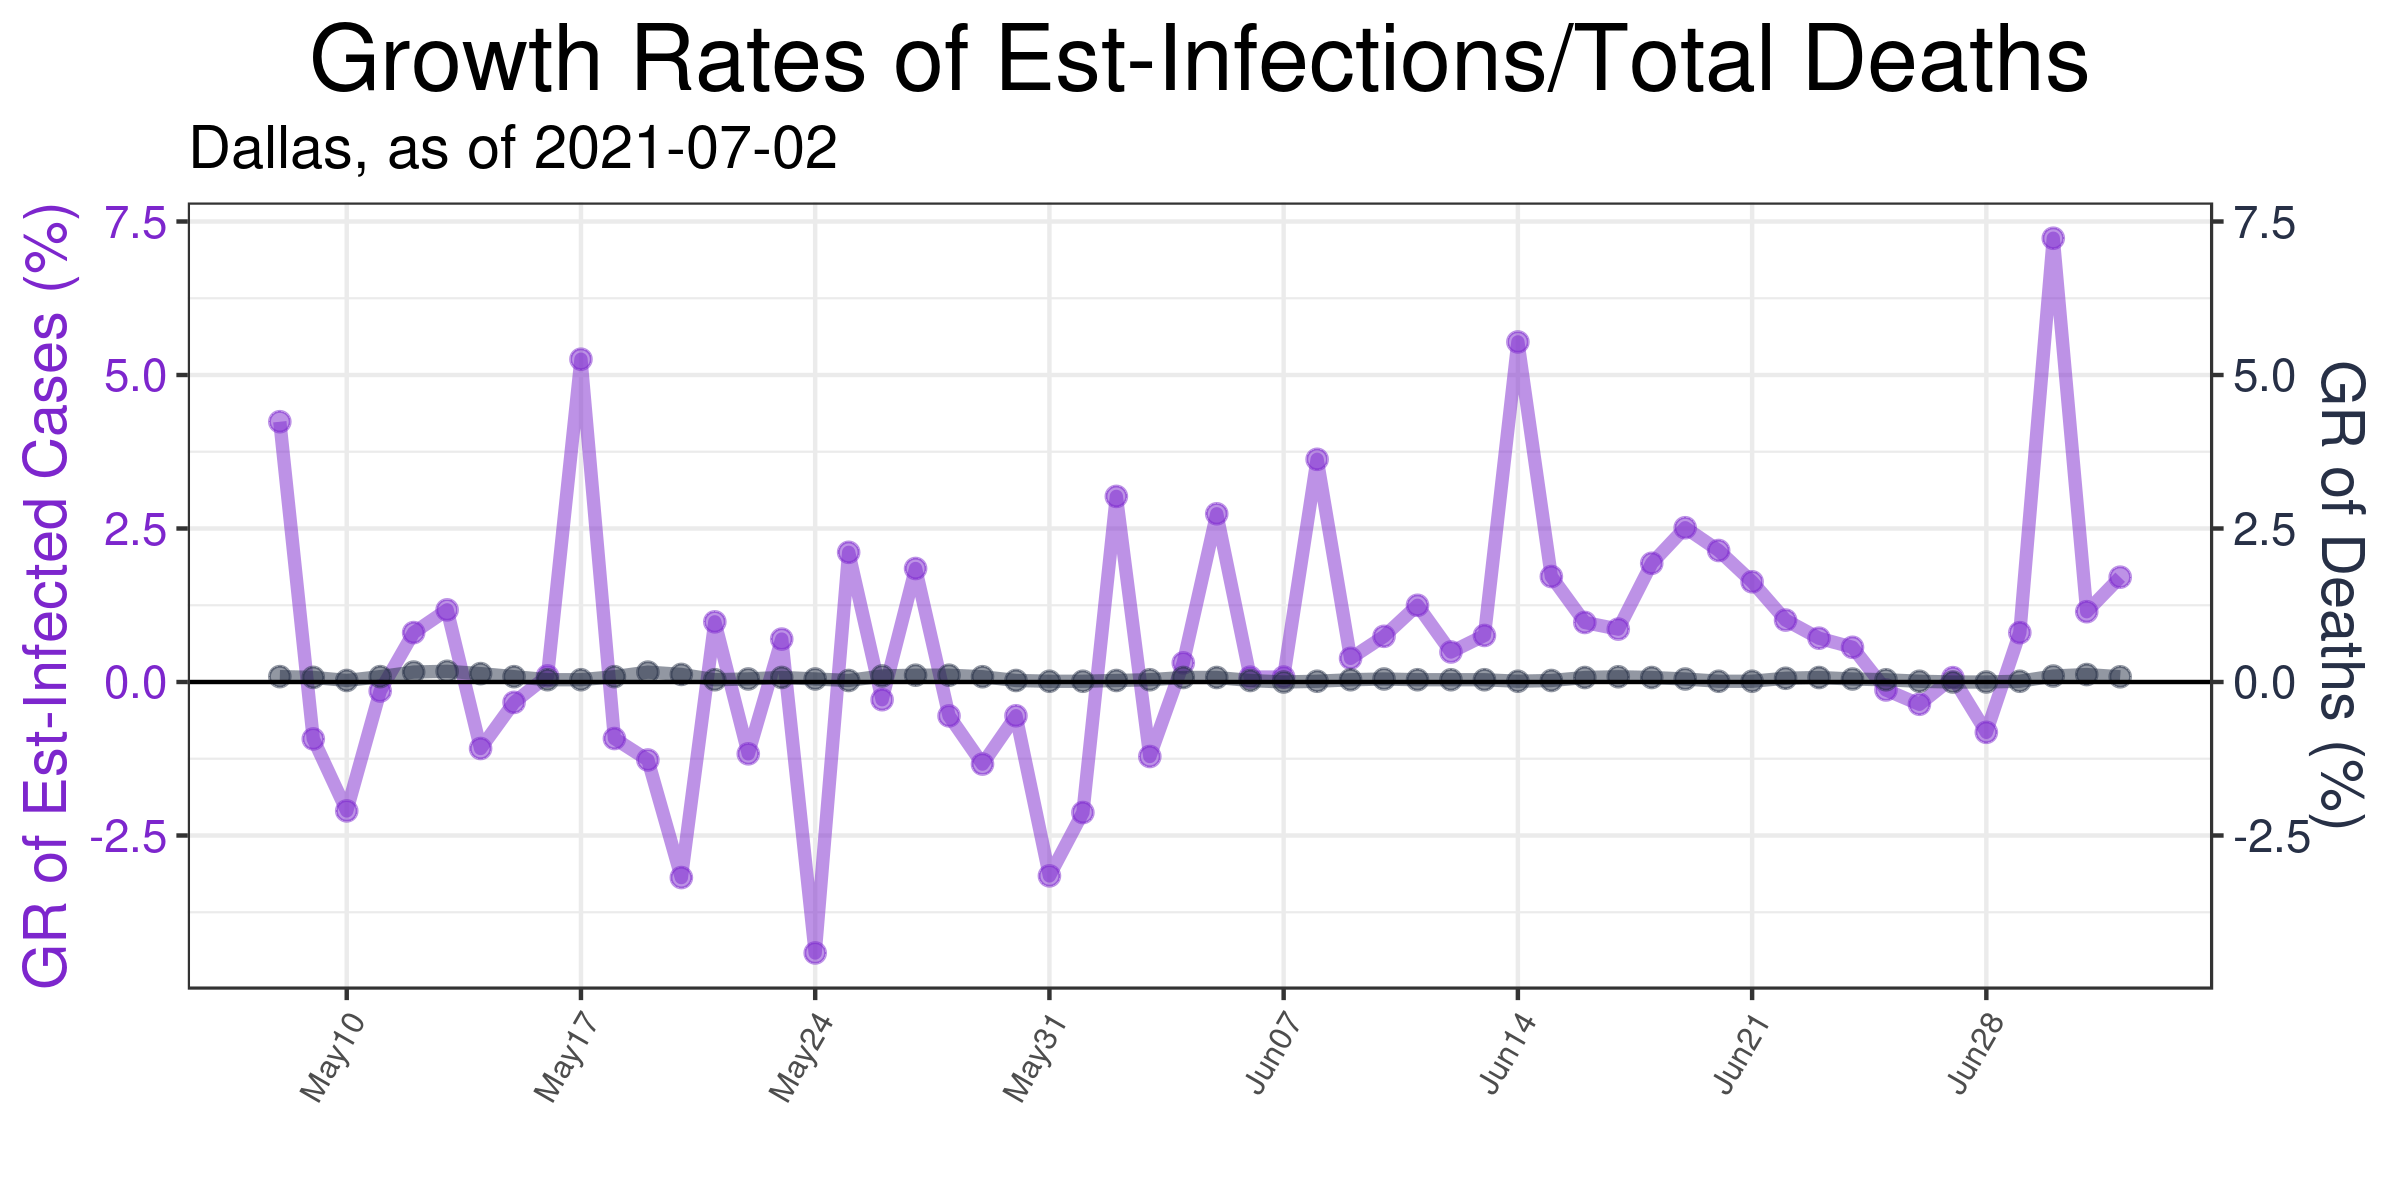 Growth Rates of Est-Infections/Total Deaths
Dallas, as of 2021-07-02
GR of Est-Infected Cases (%)
7.5
5.0
2.5
0.0
-2.5
7.5
5.0
2.5
0.0
-2.5
GR of Deaths (%)
May10
May17
May24
May31
Jun07
Jun14
Jun21
Jun28